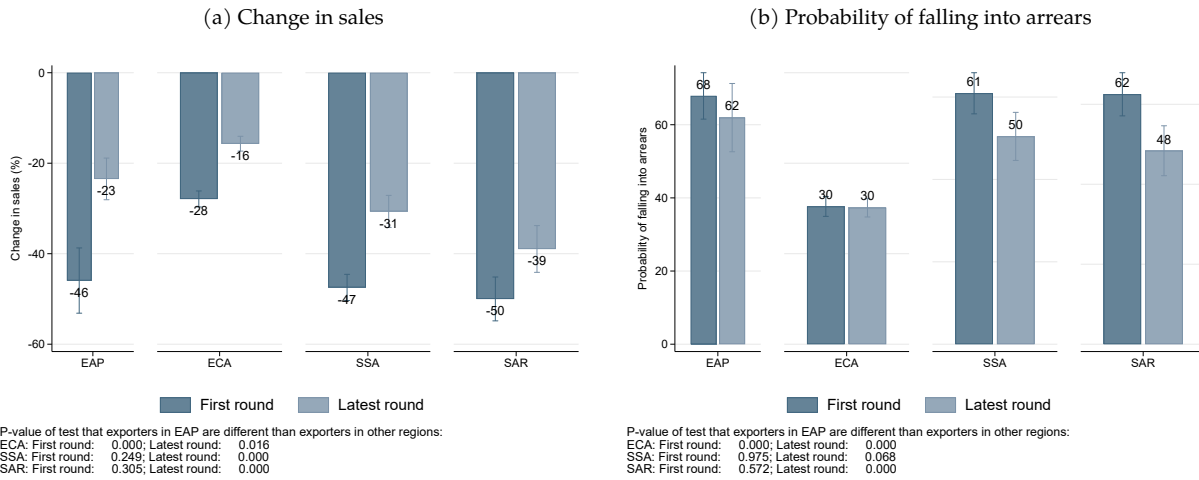 (a) Change in sales
Change in sales (%)
0
-20
-40
-60
-46
-23
-28
-16
-47
-31
-50
-39
EAP
ECA
SSA
SAR
First round
Latest round
P-value of test that exporters in EAP are different than exporters in other regions:
ECA: First round: 0.000; Latest round: 0.016
SSA: First round: 0.249; Latest round: 0.000
SAR: First round: 0.305; Latest round: 0.000
(b) Probability of falling into arrears
Probability of falling into arrears
60
40
20
0
68
62
30
30
61
50
62
48
EAP
ECA
SSA
SAR
First round
Latest round
P-value of test that exporters in EAP are different than exporters in other regions:
ECA: First round: 0.000; Latest round: 0.000
SSA: First round: 0.975; Latest round: 0.068
SAR: First round: 0.572; Latest round: 0.000